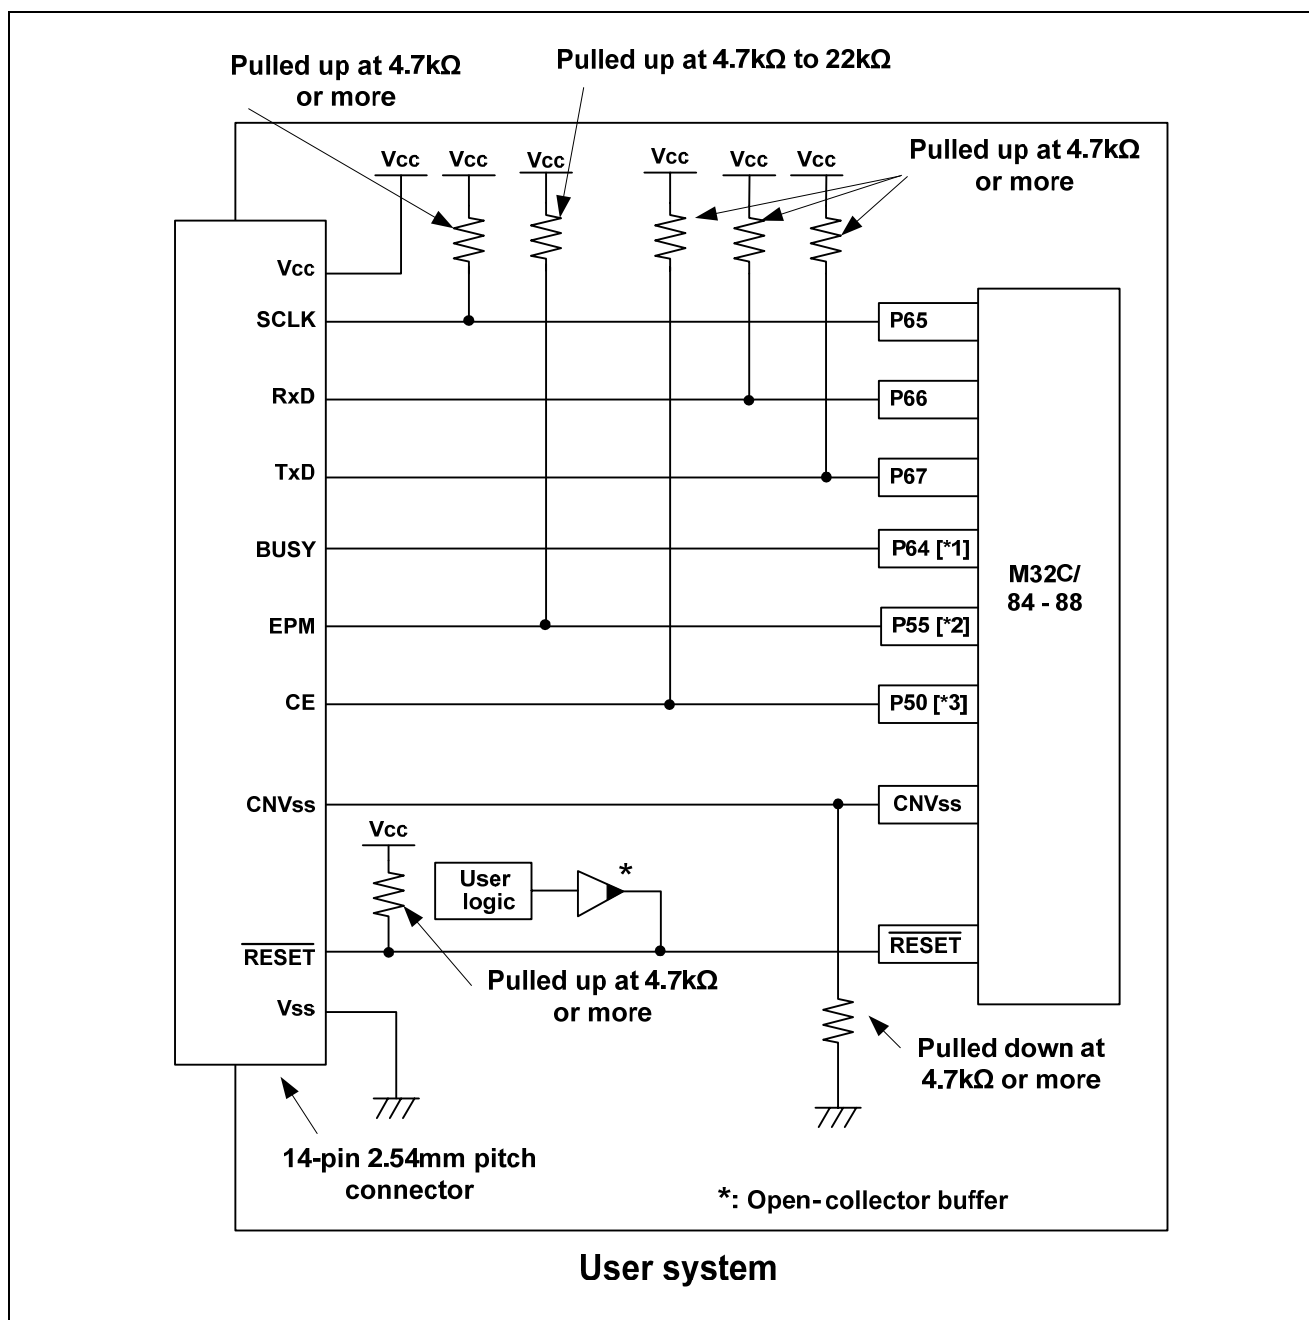 Pulled up at 4.7kΩ
or more
Pulled up at 4.7kΩ to 22kΩ
Vcc
Vcc
Vcc
Vcc
Vcc
Vcc
Pulled up at 4.7kΩ
or more
Vcc
SCLK
P65
RxD
P66
TxD
P67
BUSY
P64 [*1]
M32C/
84 - 88
EPM
P55 [*2]
CE
P50 [*3]
CNVss
CNVss
Vcc
User
logic
*
RESET
RESET
Pulled up at 4.7kΩ
or more
Vss
Pulled down at
4.7kΩ or more
14-pin 2.54mm pitch
connector
*: Open-collector buffer
User system